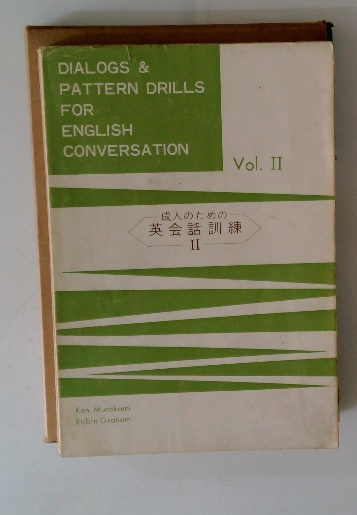 DIALOGS &
PATTERN DRILLS
FOR
ENGLISH
CONVERSATION
Vol. II
成人のための
英会話訓練
II
Ken Murakami
Robin Graham